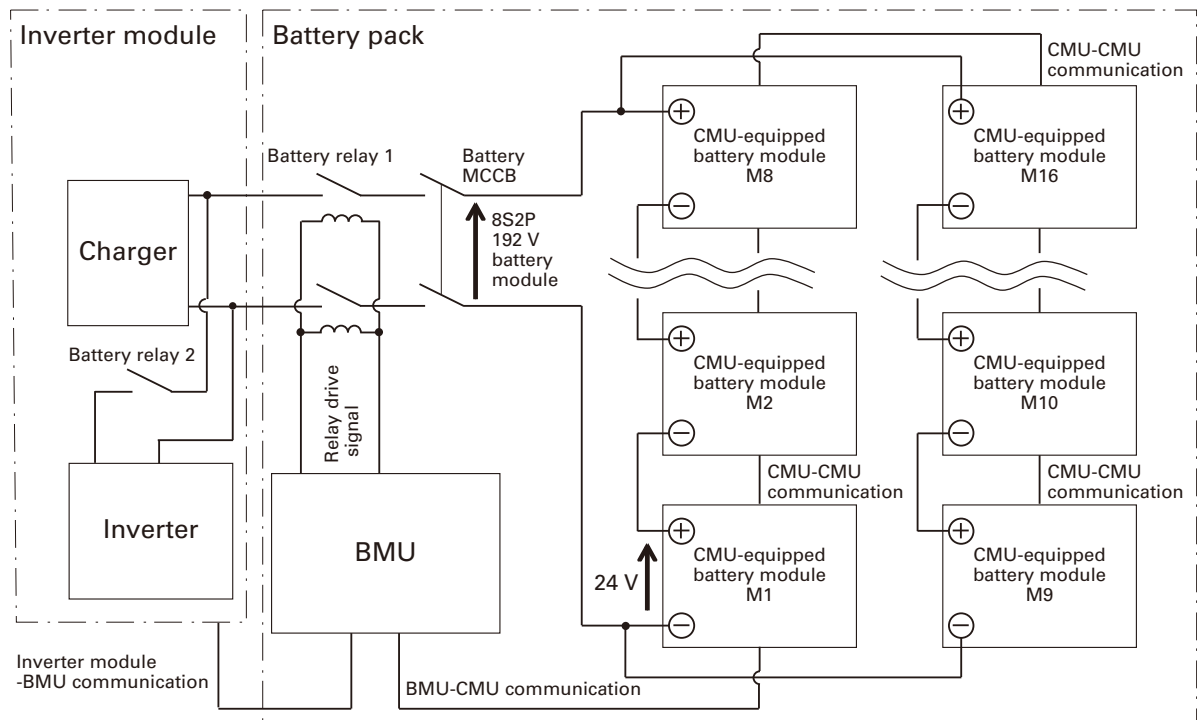 Inverter module
Battery pack
CMU-CMU
communication
Battery relay 1
Battery
MCCB
CMU-equipped
battery module
M8
CMU-equipped
battery module
M16
Charger
8S2P
192 V
battery
module
Battery relay 2
Relay drive
signal
CMU-equipped
battery module
M2
CMU-equipped
battery module
M10
CMU-CMU
communication
CMU-CMU
communication
Inverter
BMU
24 V
CMU-equipped
battery module
M1
CMU-equipped
battery module
M9
Inverter module
-BMU communication
BMU-CMU communication